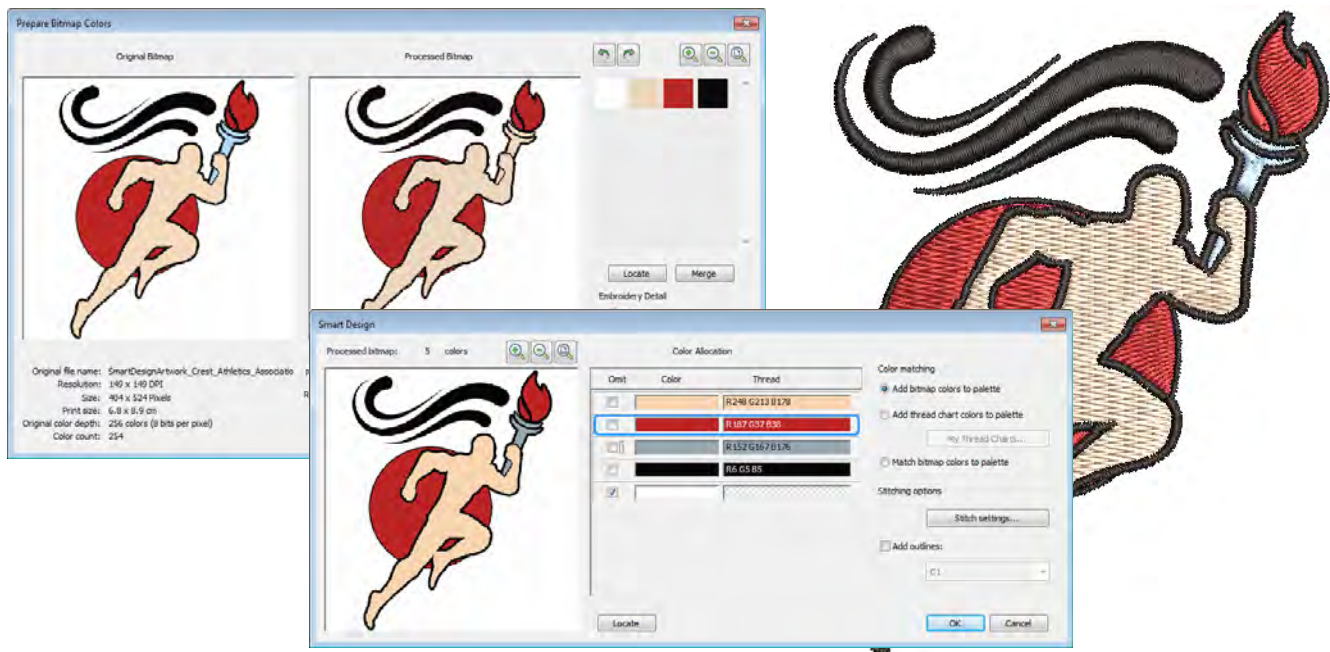 Prepare Bitmap Colors
Original Bitmap
Processed Bitmap
Locate
Merge
Embroidery Detail
Original file name: SmartDesignArtwork_Crest_Athletics_Associatio
Resolution: 149 x 149 DPI
Size: 404 x 524 Pixels
Print size: 6.8 x 8.9 cm
Original color depth: 256 colors (8 bits per pixel)
Color count: 254
Smart Design
Processed bitmap: 5 colors
Color Allocation
Omit Color Thread
R248 G213 B178
R187 G37 B38
R152 G167 B176
R6 G5 B5
Locate
Color matching
Add bitmap colors to palette
Add thread chart colors to palette
My Thread Charts...
Match bitmap colors to palette
Stitching options
Stitch settings...
Add outlines:
C1
OK Cancel